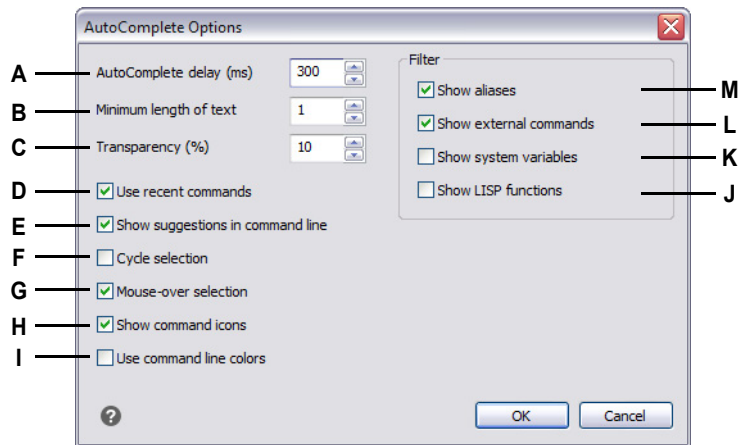 AutoComplete Options
A
AutoComplete delay (ms)
300
B
Minimum length of text
1
C
Transparency (%)
10
D
Use recent commands
E
Show suggestions in command line
F
Cycle selection
G
Mouse-over selection
H
Show command icons
I
Use command line colors
Filter
Show aliases
M
Show external commands
L
Show system variables
K
Show LISP functions
J
?
OK
Cancel